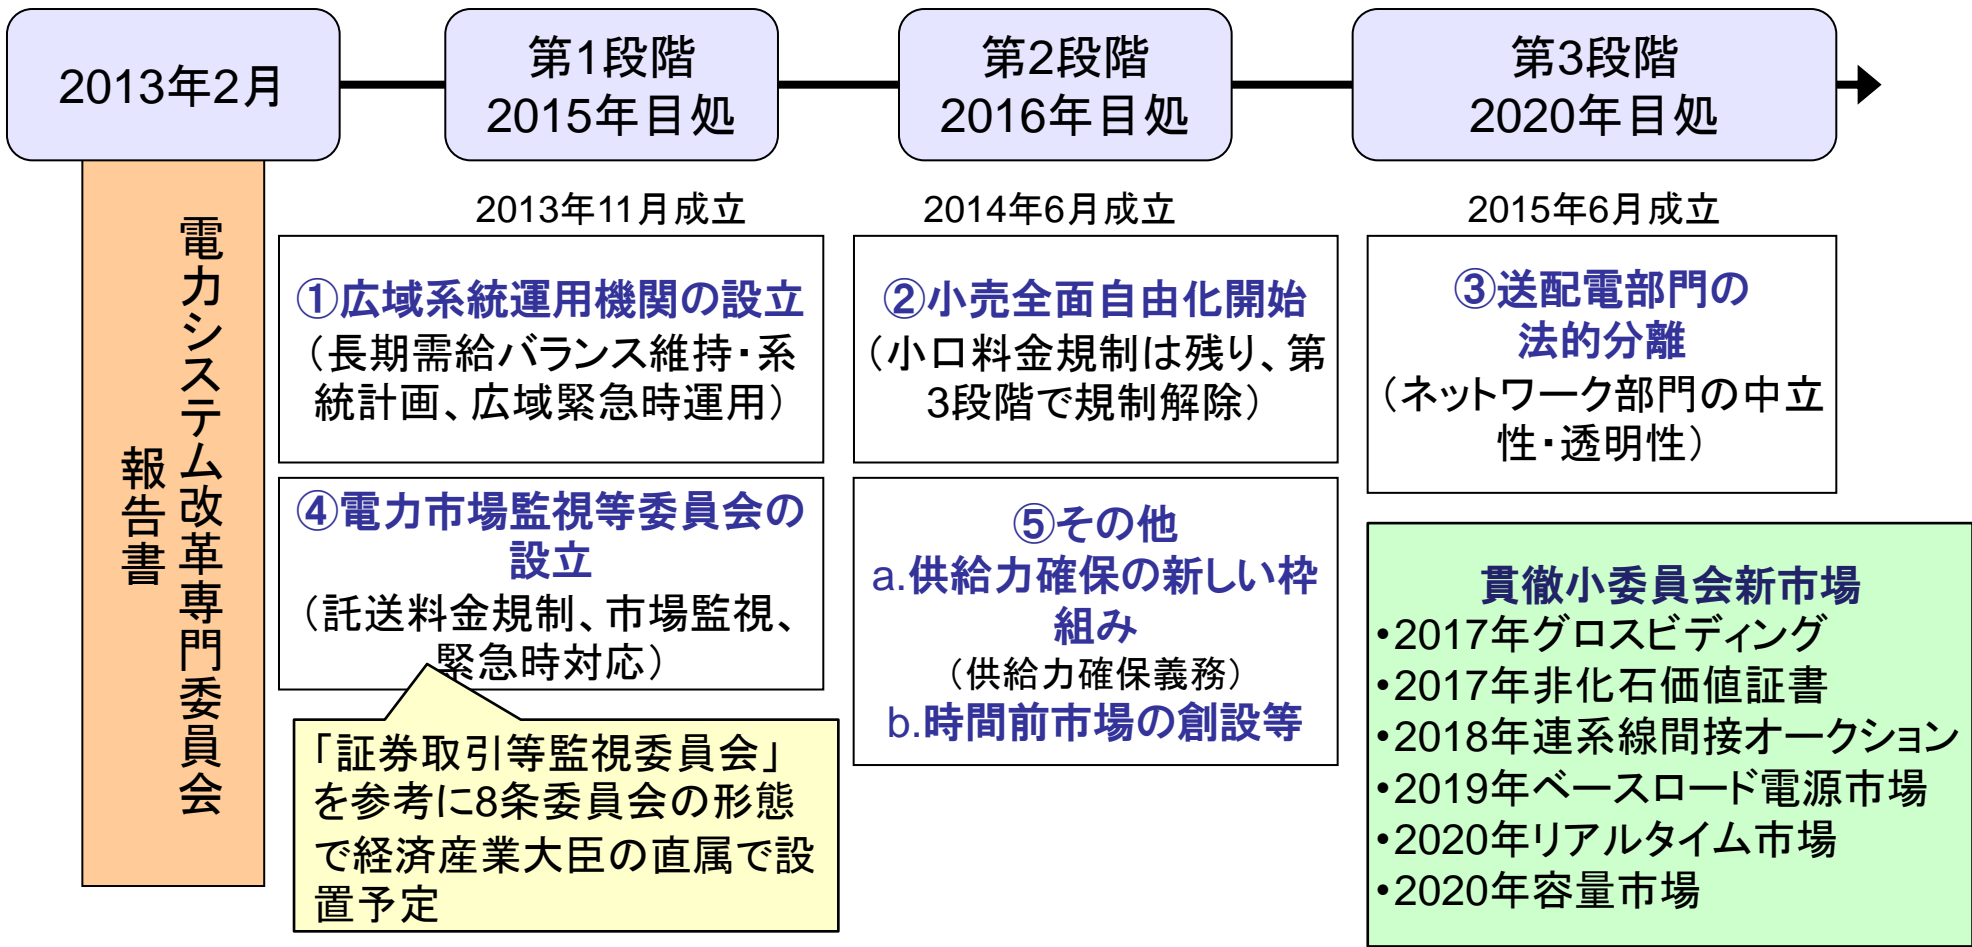 2013年2月
第1段階
2015年目処
第2段階
2016年目処
第3段階
2020年目処
電力システム改革専門委員会
報告書
2013年11月成立
①広域系統運用機関の設立
（長期需給バランス維持・系
統計画、広域緊急時運用）
④電力市場監視等委員会の
設立
（託送料金規制、市場監視、
緊急時対応）
「証券取引等監視委員会」
を参考に8条委員会の形態
で経済産業大臣の直属で設
置予定
2014年6月成立
②小売全面自由化開始
（小口料金規制は残り、第
3段階で規制解除）
⑤その他
a.供給力確保の新しい枠
組み
（供給力確保義務）
b.時間前市場の創設等
2015年6月成立
③送配電部門の
法的分離
（ネットワーク部門の中立
性・透明性）
貫徹小委員会新市場
•2017年グロスビディング
•2017年非化石価値証書
•2018年連系線間接オークション
•2019年ベースロード電源市場
•2020年リアルタイム市場
•2020年容量市場